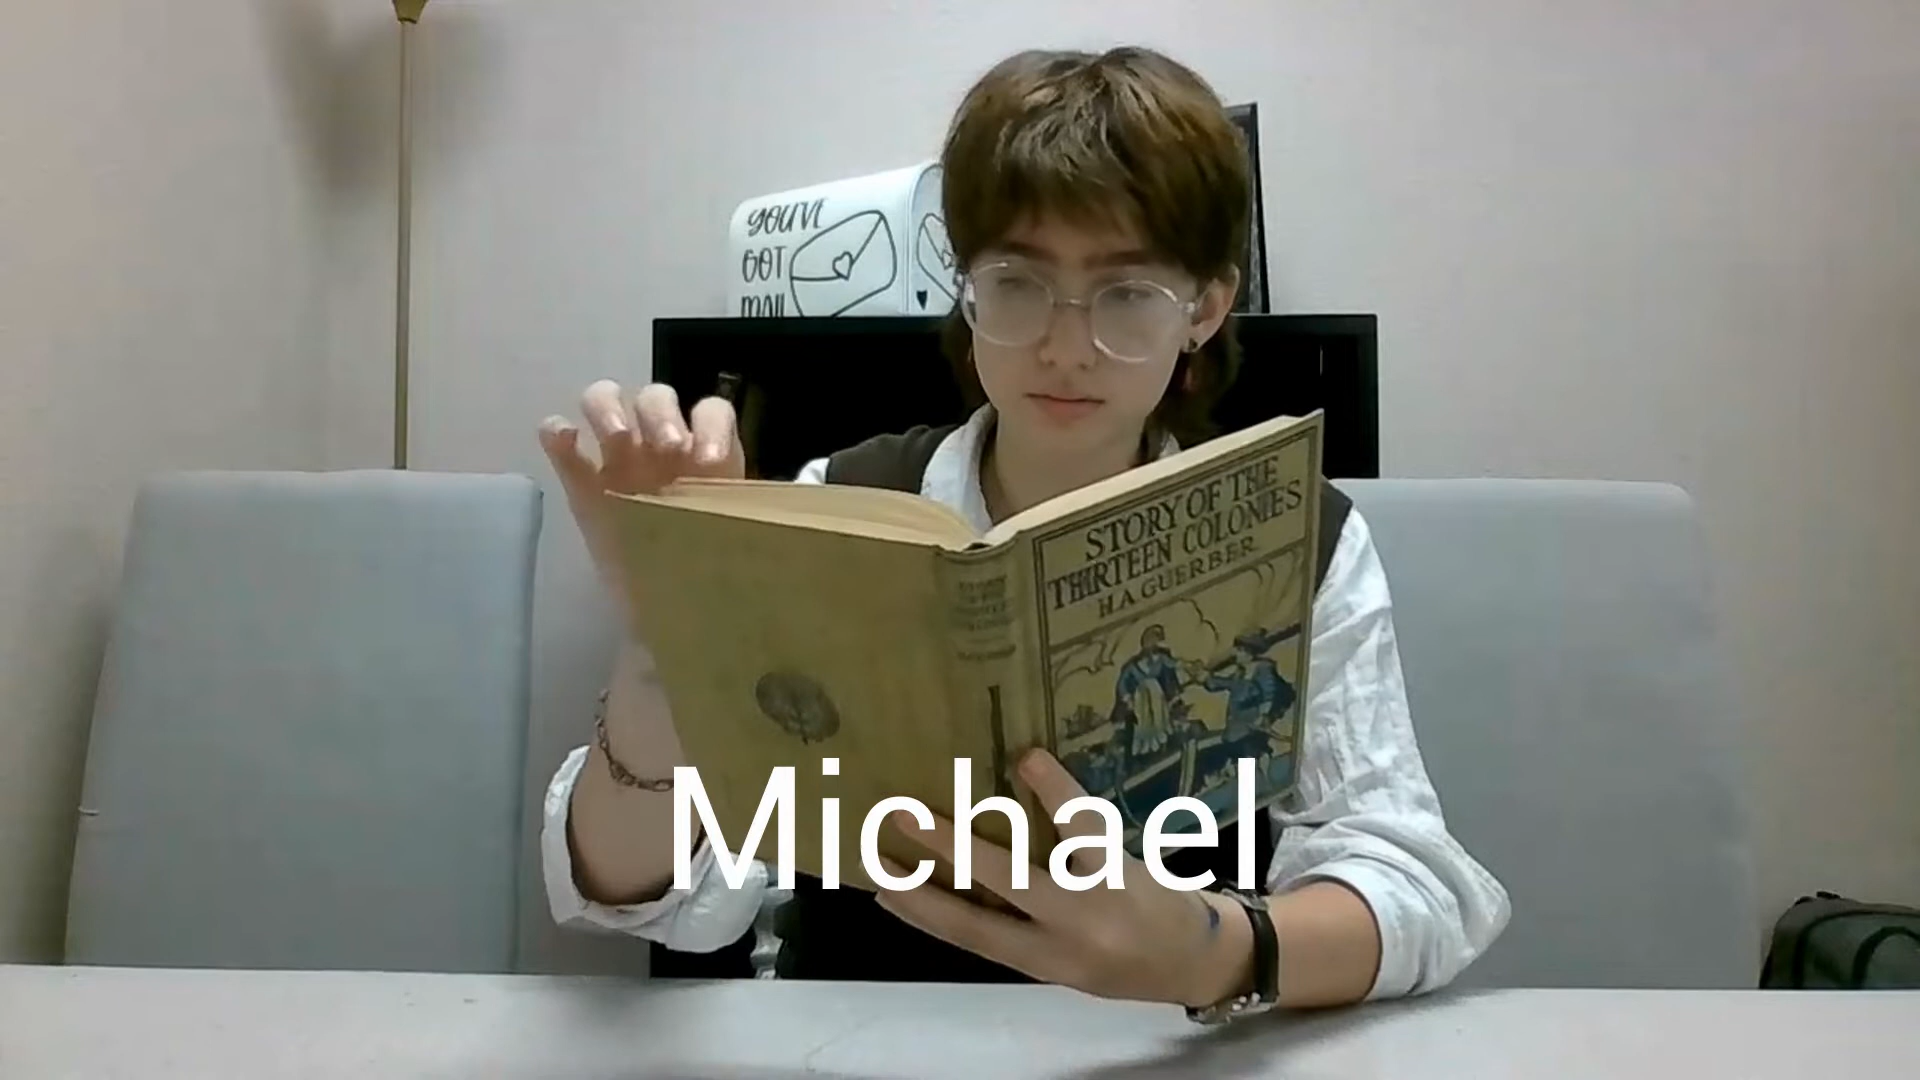 YOU'VE
GOT
MAIL
STORY OF THE
THIRTEEN COLONIES
H.A GUERBER
Michael